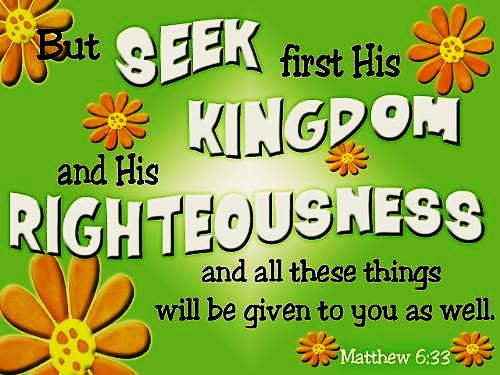 But SEEK first His
KINGDOM
and His
RIGHTEOUSNESS
and all these things
will be given to you as well.
Matthew 6:33